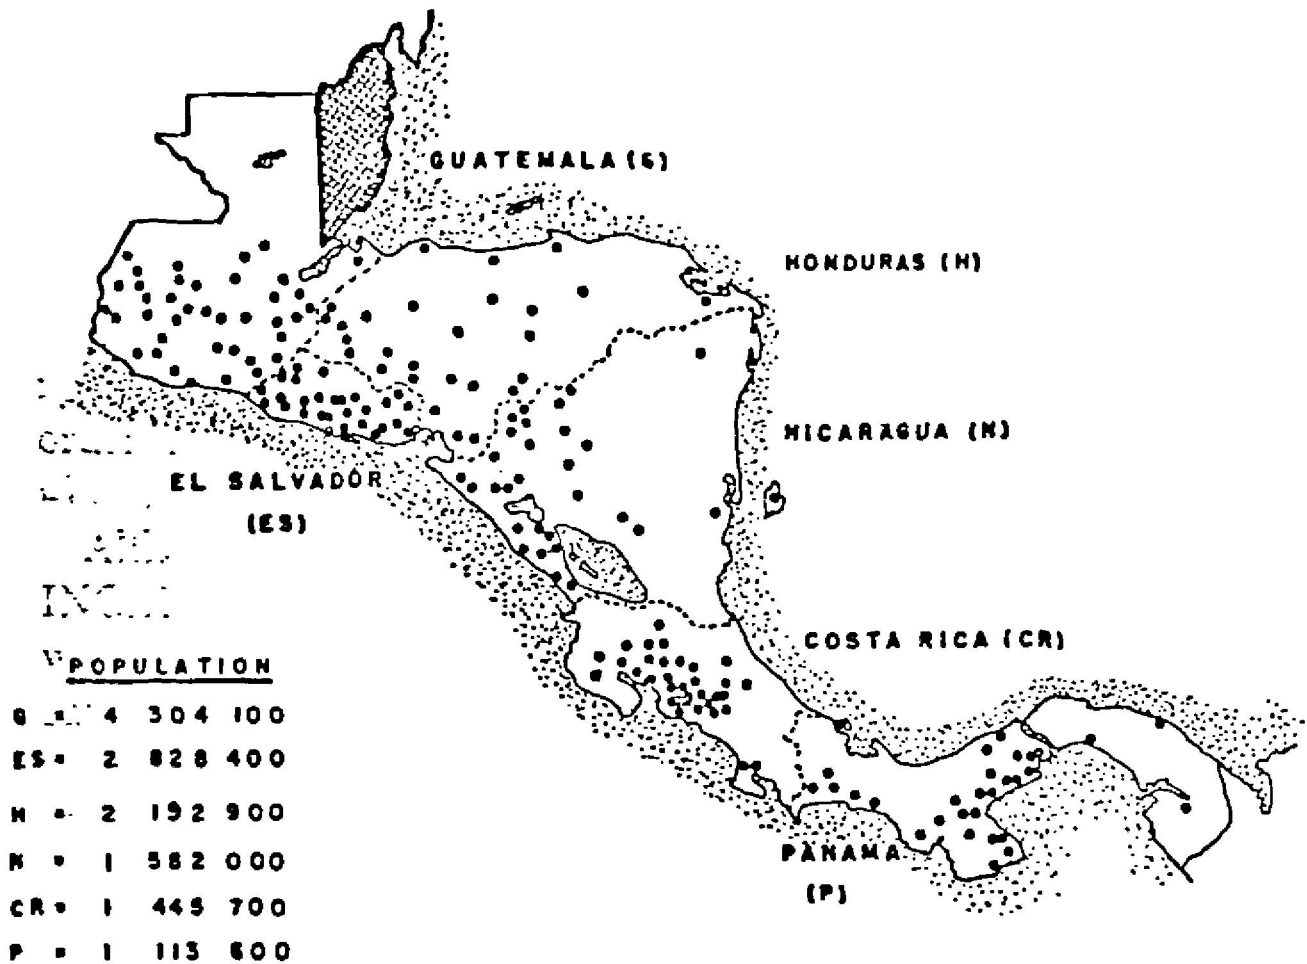 GUATEMALA (G)
HONDURAS (H)
NICARAGUA (N)
EL SALVADOR
(ES)
COSTA RICA (CR)
PANAMA
(P)
POPULATION
G = 4 304 100
ES = 2 828 400
H = 2 192 900
N = 1 582 000
CR = 1 445 700
P = 1 113 600